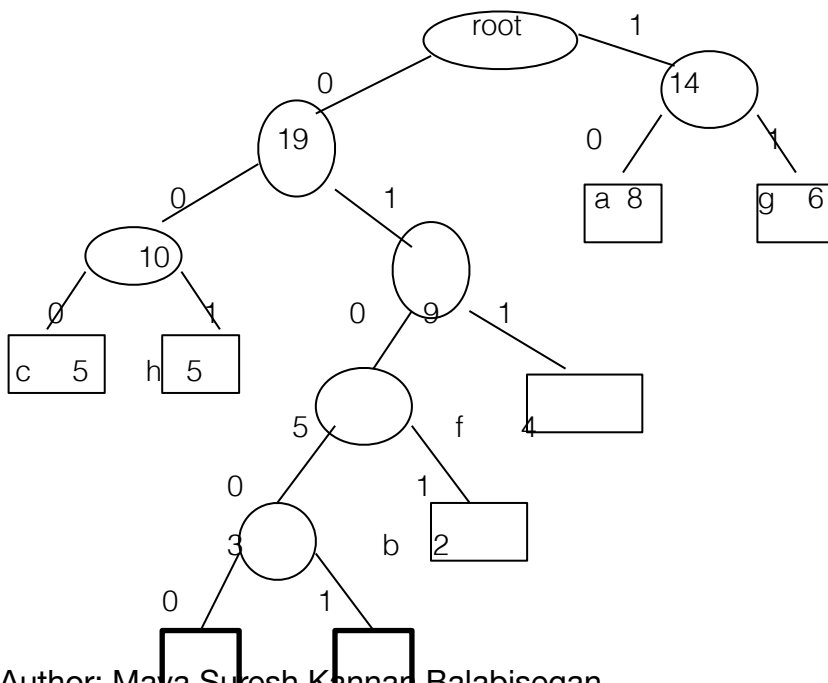 root 1
0
14
19
0 1
0 1
a 8 g 6
10
0 1 0 9 1
c 5 h 5
5 f 4
0 1
3 b 2
0 1
Author: Maya Suresh Kannan Balabisegan